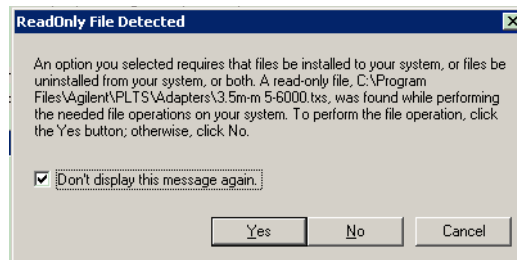 ReadOnly File Detected
An option you selected requires that files be installed to your system, or files be
uninstalled from your system, or both. A read-only file, C:\Program
Files\Agilent\PLTS\Adapters\3.5m-m 5-6000.txs, was found while performing
the needed file operations on your system. To perform the file operation, click
the Yes button; otherwise, click No.
Don't display this message again.
Yes No Cancel